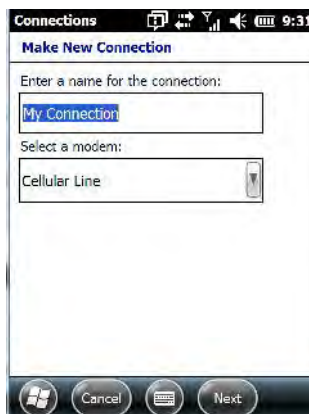 Connections 9:31
Make New Connection
Enter a name for the connection:
My Connection
Select a modem:
Cellular Line
Cancel Next